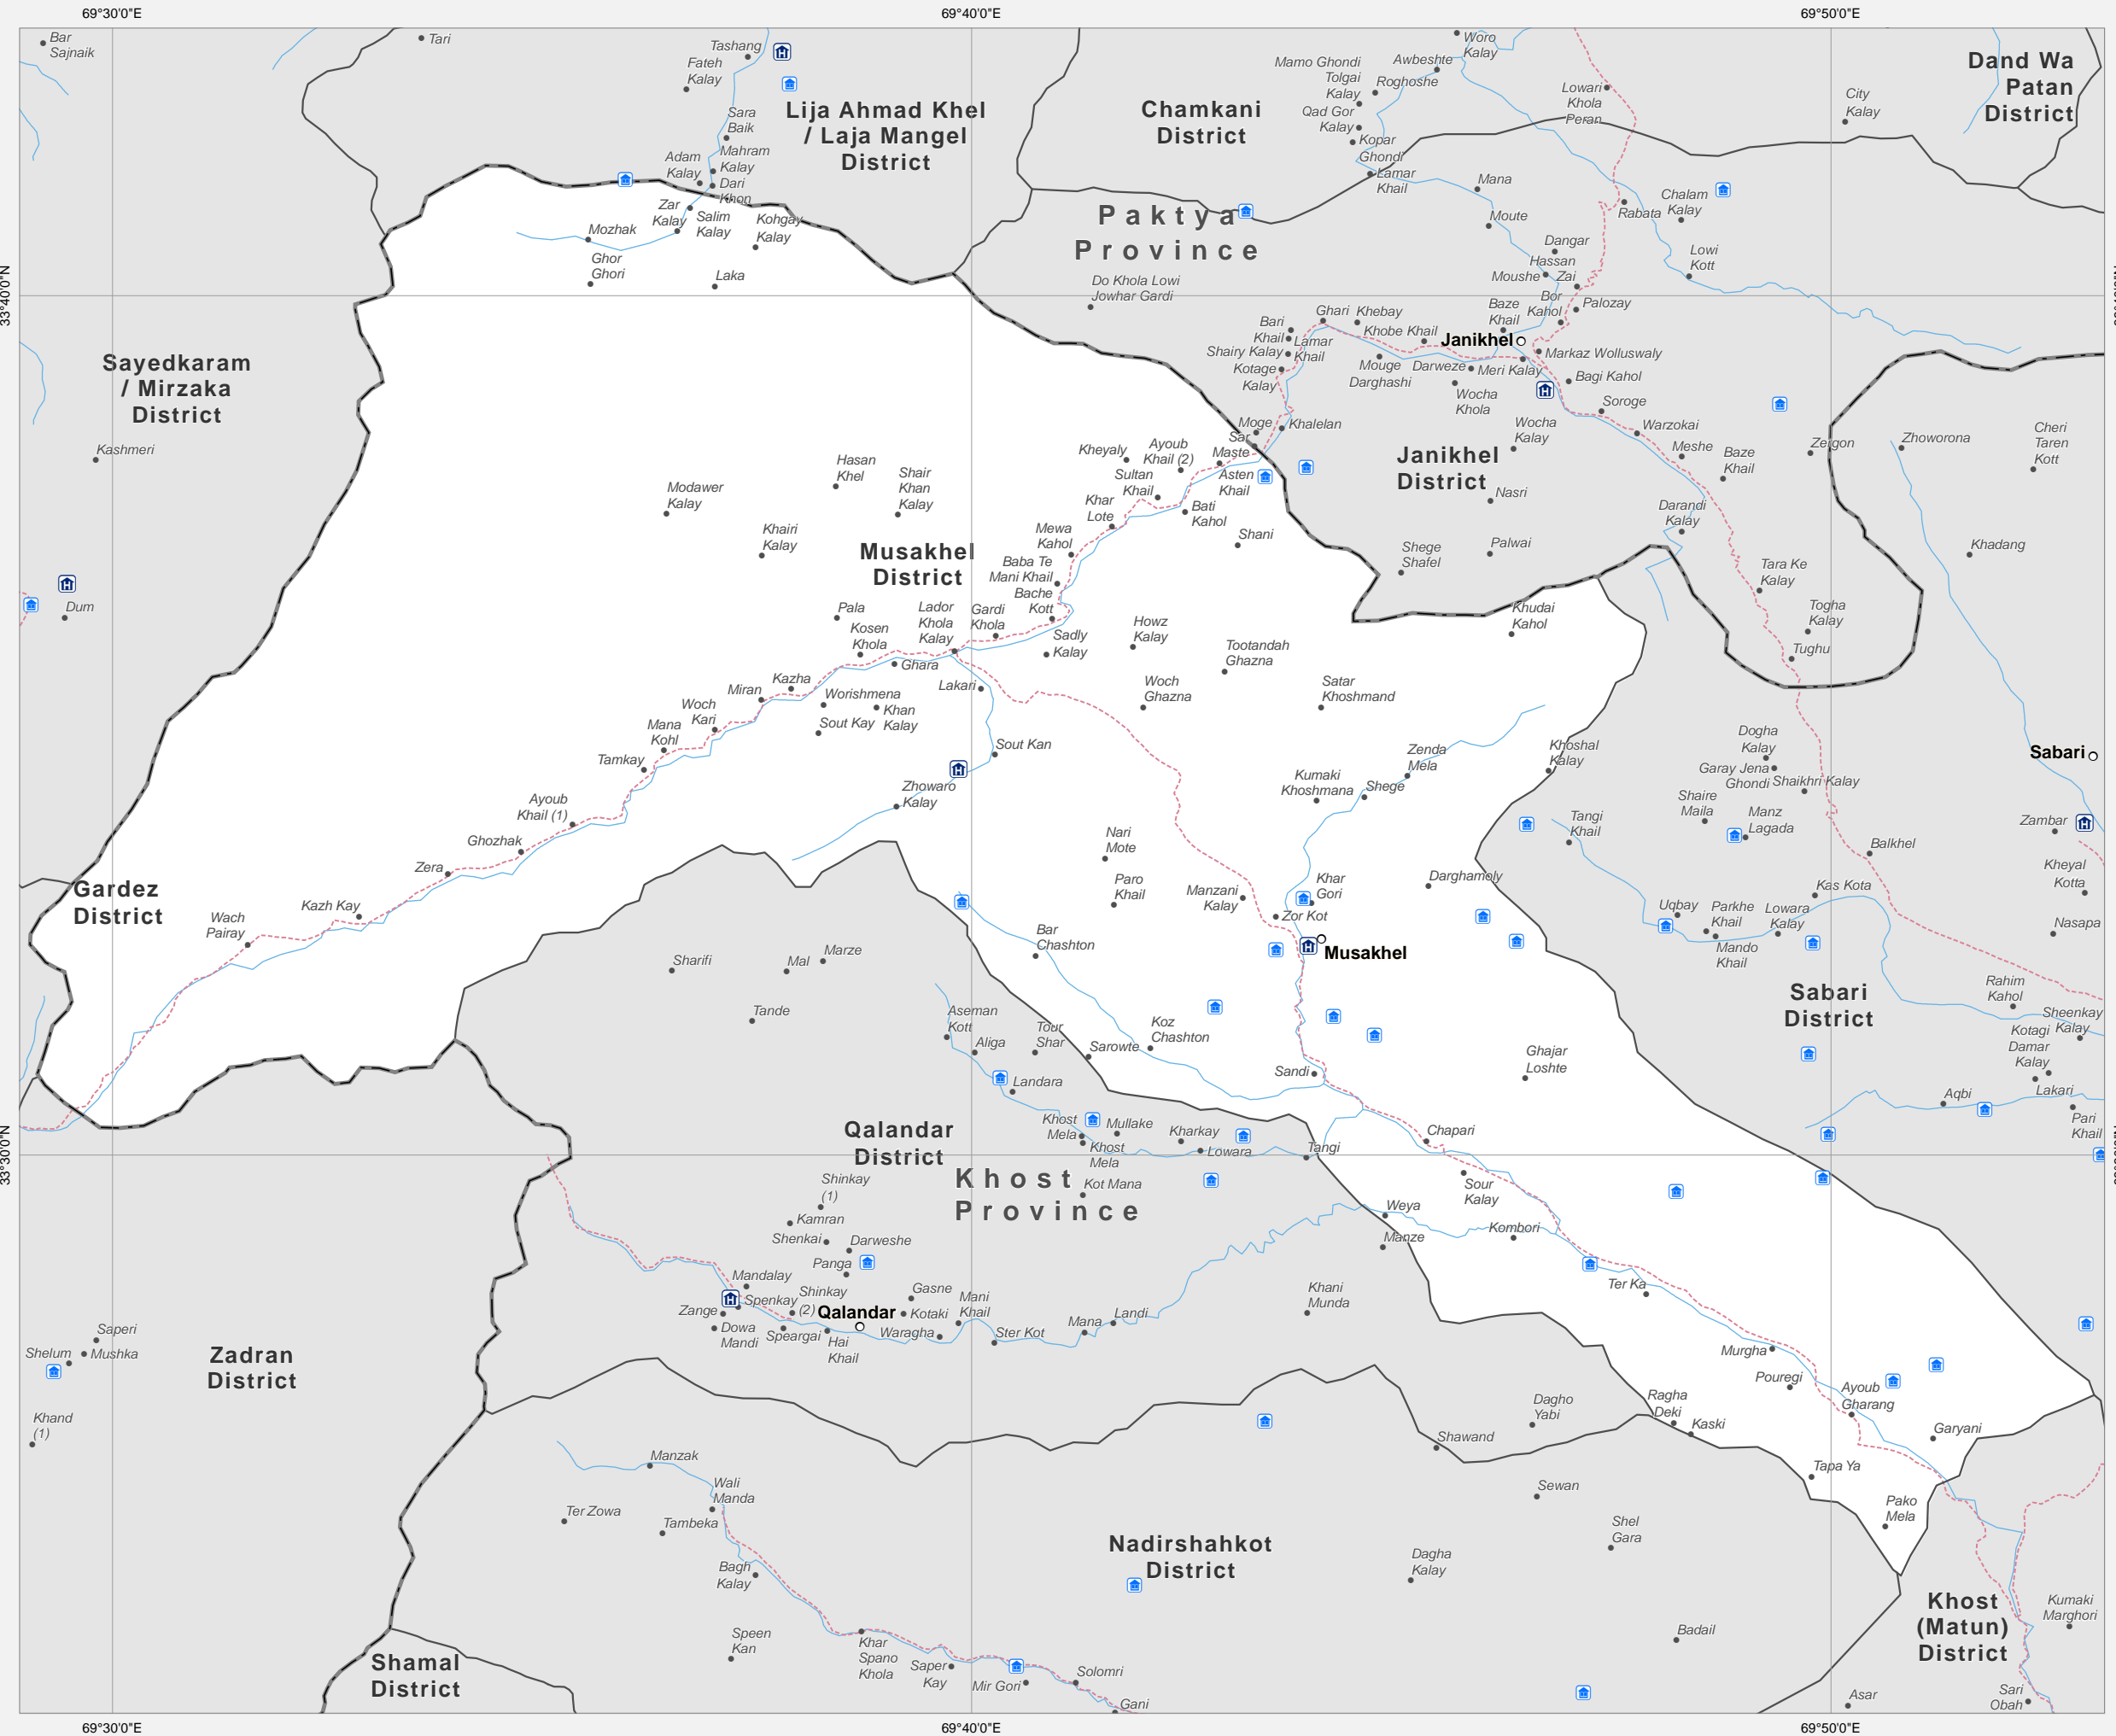 69°30'0"E
69°40'0"E
69°50'0"E
Bar
Sajnaik
Tari
Tashang
Fateh
Kalay
Lija Ahmad Khel
/ Laja Mangel
District
Sara
Baik
Mahram
Kalay
Adam
Kalay
Dari
Khon
Zar
Kalay
Salim
Kalay
Kohgay
Kalay
Mozhak
Ghor
Ghori
Laka
Chamkani
District
Woro
Kalay
Awbeshte
Mamo Ghondi
Tolgai
Kalay
Roghoshe
Qad Gor
Kalay
Kopar
Ghondi
Lamar
Khail
Lowari
Khola
Peran
City
Kalay
Dand Wa
Patan
District
Paktya
Province
Mana
Moute
Rabata
Chalam
Kalay
Dangar
Lowi
Kott
Hassan
Zai
Moushe
Do Khola Lowi
Jowhar Gardi
33°40'0"N
Baze
Khail
Bor
Kahol
Palozay
Ghari
Khebay
Bari
Khail
Khobe Khail
Janikhel
Lamar
Khail
Shairy Kalay
Markaz Wolluswaly
Kotage
Kalay
Mouge
Darghashi
Darweze
Meri Kalay
Bagi Kahol
Wocha
Khola
Soroge
Sayedkaram
/ Mirzaka
District
Kashmeri
Moge
Sar
Khalelan
Wocha
Kalay
Warzokai
Meshe
Zergon
Zhoworona
Cheri
Taren
Kott
Baze
Khail
Janikhel
District
Kheyaly
Ayoub
Khail (2)
Maste
Sultan
Khail
Asten
Khail
Nasri
Hasan
Khel
Shair
Khan
Kalay
Modawer
Kalay
Khar
Lote
Bati
Kahol
Darandi
Kalay
Khairi
Kalay
Musakhel
District
Mewa
Kahol
Shani
Shege
Shafel
Palwai
Khadang
Baba Te
Mani Khail
Tara Ke
Kalay
Bache
Kott
Dum
Pala
Lador
Khola
Kalay
Gardi
Khola
Kosen
Khola
Ghara
Sadly
Kalay
Howz
Kalay
Khudai
Kahol
Togha
Kalay
Tughu
Tootandah
Ghazna
Kazha
Miran
Lakari
Woch
Ghazna
Satar
Khoshmand
Worishmena
Khan
Kalay
Sout Kay
Woch
Kari
Mana
Kohl
Sout Kan
Tamkay
Zenda
Mela
Khoshal
Kalay
Dogha
Kalay
Garay Jena
Ghondi
Shaikhri Kalay
Sabari
Kumaki
Khoshmana
Shege
Zhowaro
Kalay
Ayoub
Khail (1)
Shaire
Maila
Manz
Lagada
Tangi
Khail
Zambar
Ghozhak
Nari
Mote
Balkhel
Zera
Kheyal
Kotta
Gardez
District
Paro
Khail
Manzani
Kalay
Khar
Gori
Darghamoly
Kas Kota
Kazh Kay
Wach
Pairay
Zor Kot
Uqbay
Parkhe
Khail
Lowara
Kalay
Nasapa
Bar
Chashton
Musakhel
Mando
Khail
Sharifi
Mal
Marze
Sabari
District
Rahim
Kahol
Tande
Aseman
Kott
Tour
Shar
Koz
Chashton
Sheenkay
Kalay
Kotagi
Damar
Kalay
Aliga
Sarowte
Ghajar
Loshte
Sandi
Landara
Aqbi
Lakari
Pari
Khail
Qalandar
District
Khost
Mela
Mullake
Kharkay
Chapari
Khost
Mela
Lowara
Tangi
33°30'0"N
Khost
Province
Kot Mana
Sour
Kalay
Shinkay
(1)
Kamran
Shenkai
Darweshe
Weya
Kombori
Manze
Panga
Mandalay
Spenkay
Shinkay
(2)
Gasne
Khani
Munda
Ter Ka
Zange
Qalandar
Kotaki
Mani
Khail
Landi
Dowa
Mandi
Speargai
Hai
Khail
Waragha
Ster Kot
Mana
Saperi
Shelum
Mushka
Zadran
District
Murgha
Pouregi
Khand
(1)
Dagho
Yabi
Ragha
Deki
Ayoub
Gharang
Kaski
Garyani
Shawand
Manzak
Wali
Manda
Tapa Ya
Sewan
Ter Zowa
Tambeka
Pako
Mela
Shel
Gara
Nadirshahkot
District
Bagh
Kalay
Dagha
Kalay
Khost
(Matun)
District
Kumaki
Marghori
Speen
Kan
Badail
Shamal
District
Khar
Spano
Khola
Saper
Kay
Mir Gori
Solomri
Gani
Asar
Sari
Obah
69°30'0"E
69°40'0"E
69°50'0"E